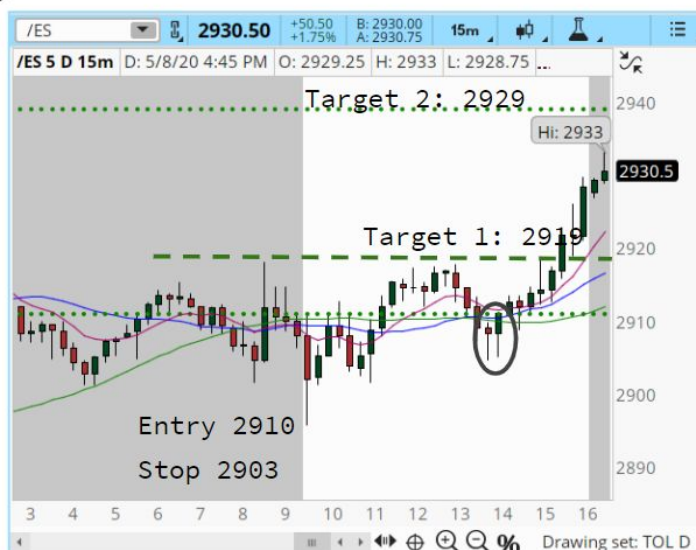 /ES 2930.50 +50.50 +1.75% B: 2930.00 A: 2930.75 15m
/ES 5 D 15m D: 5/8/20 4:45 PM O: 2929.25 H: 2933 L: 2928.75 ...
Target 2: 2929
2940
Hi: 2933
2930.5
Target 1: 2919
2920
2910
2900
Entry 2910
Stop 2903
2890
3 4 5 6 7 8 9 10 11 12 13 14 15 16
% Drawing set: TOL D